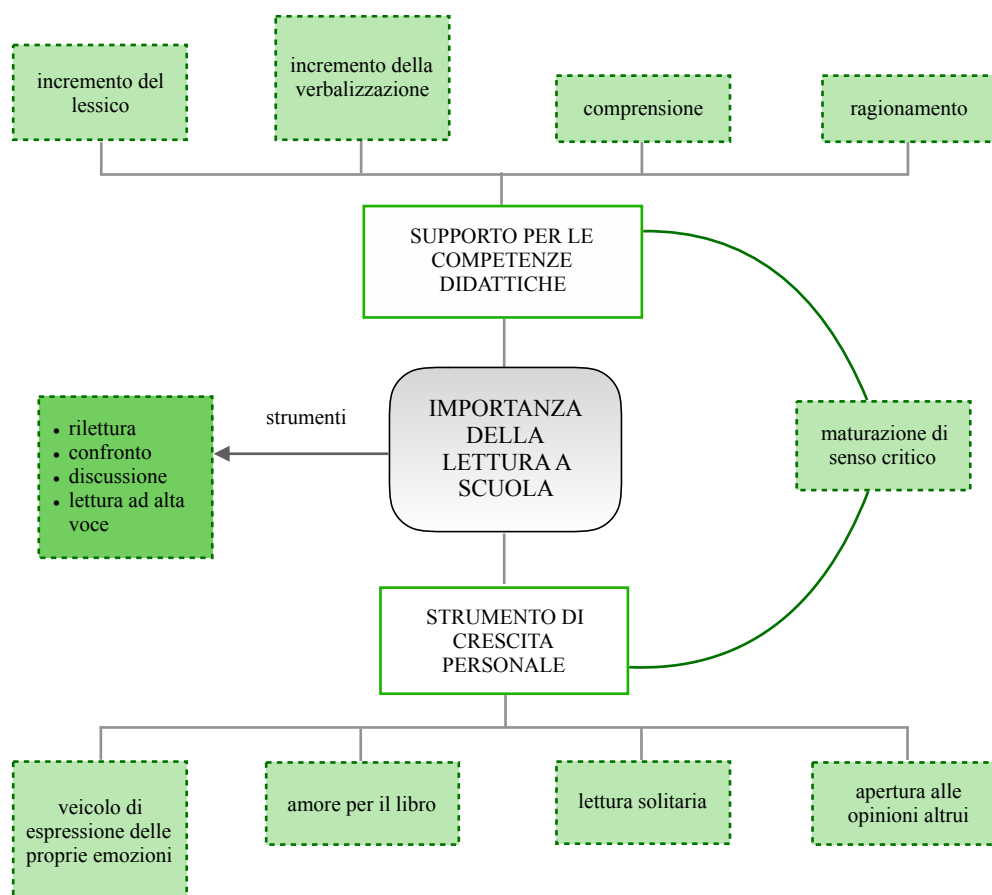 incremento del
lessico
incremento della
verbalizzazione
comprensione
ragionamento
SUPPORTO PER LE
COMPETENZE
DIDATTICHE
strumenti
• rilettura
• confronto
• discussione
• lettura ad alta
voce
IMPORTANZA
DELLA
LETTURA A
SCUOLA
maturazione di
senso critico
STRUMENTO DI
CRESCITA
PERSONALE
veicolo di
espressione delle
proprie emozioni
amore per il libro
lettura solitaria
apertura alle
opinioni altrui